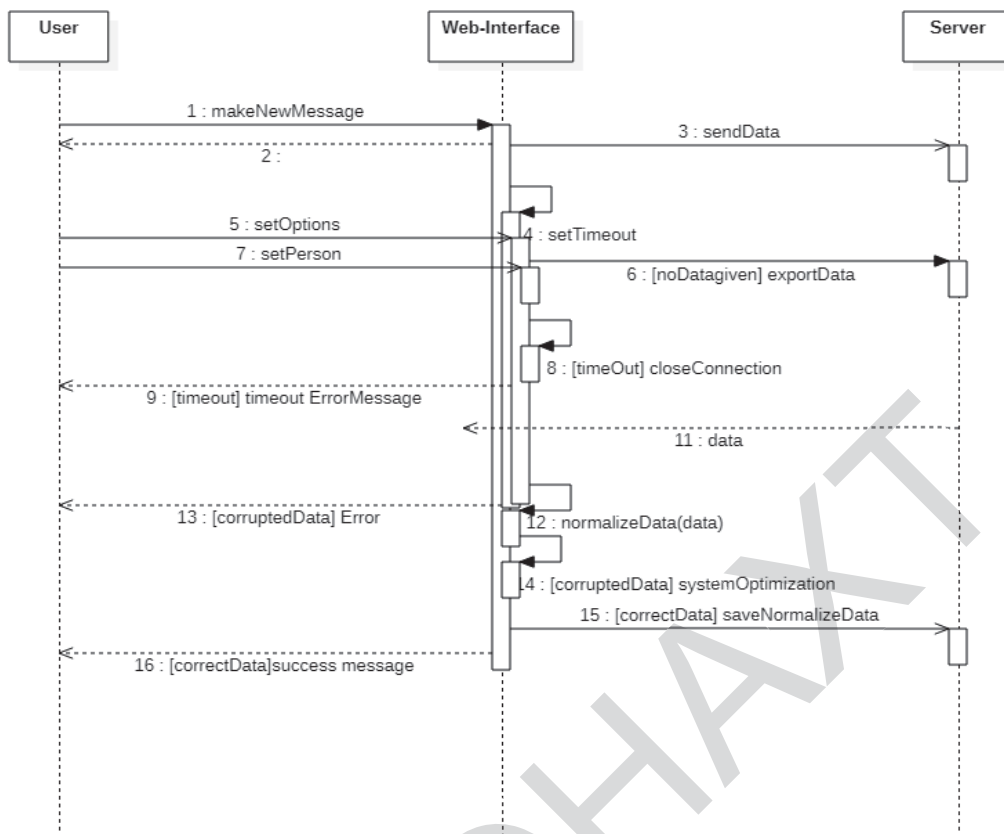 User
Web-Interface
Server
1 : makeNewMessage
2 :
3 : sendData
4 : setTimeout
5 : setOptions
7 : setPerson
6 : [noDatagiven] exportData
8 : [timeOut] closeConnection
9 : [timeout] timeout ErrorMessage
11 : data
13 : [corruptedData] Error
12 : normalizeData(data)
14 : [corruptedData] systemOptimization
15 : [correctData] saveNormalizeData
16 : [correctData]success message